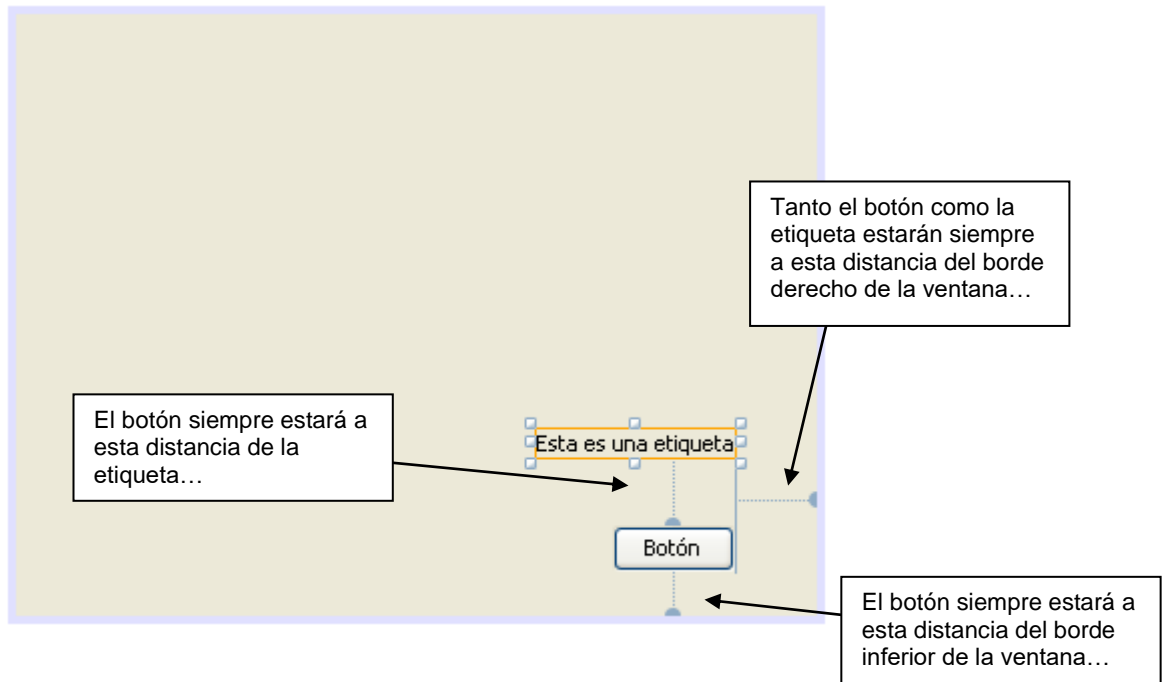 Tanto el botón como la
etiqueta estarán siempre
a esta distancia del borde
derecho de la ventana…
El botón siempre estará a
esta distancia de la
etiqueta…
Esta es una etiqueta
Botón
El botón siempre estará a
esta distancia del borde
inferior de la ventana…